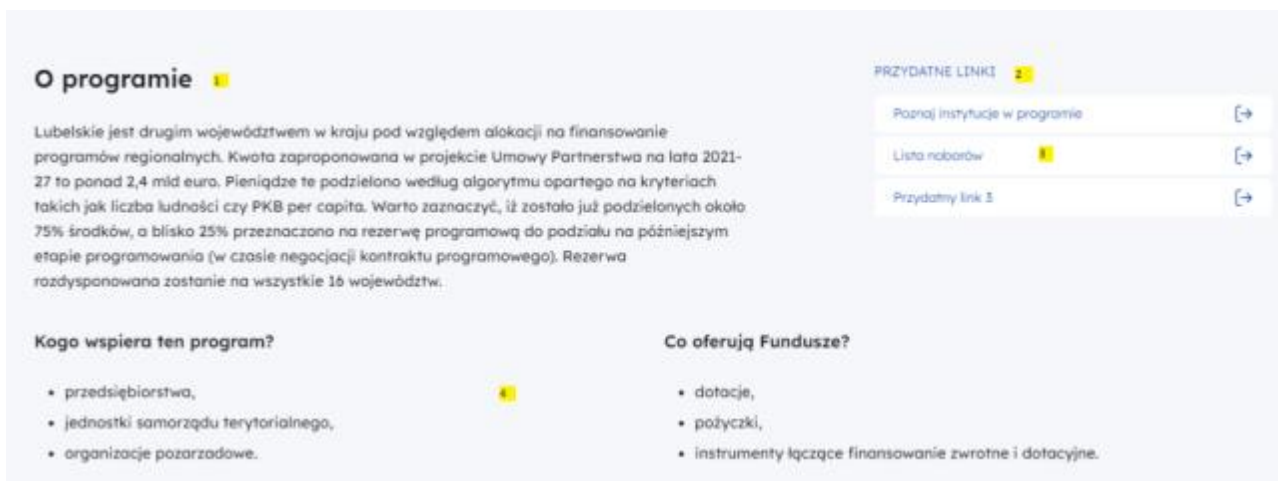 O programie 1
Lubelskie jest drugim województwem w kraju pod względem alokacji na finansowanie
programów regionalnych. Kwota zaproponowana w projekcie Umowy Partnerstwa na lata 2021-
27 to ponad 2,4 mld euro. Pieniądze te podzielono według algorytmu opartego na kryteriach
takich jak liczba ludności czy PKB per capita. Warto zaznaczyć, iż zostało już podzielonych około
75% środków, a blisko 25% przeznaczono na rezerwę programową do podziału na późniejszym
etapie programowania (w czasie negocjacji kontraktu programowego). Rezerwa
rozdysponowana zostanie na wszystkie 16 województw.
PRZYDATNE LINKI 2
Poznaj instytucje w programie
Lista naborów
Przydatny link 3
Kogo wspiera ten program?
• przedsiębiorstwa, 4
• jednostki samorządu terytorialnego,
• organizacje pozarządowe.
Co oferują Fundusze?
• dotacje,
• pożyczki,
• instrumenty łączące finansowanie zwrotne i dotacyjne.